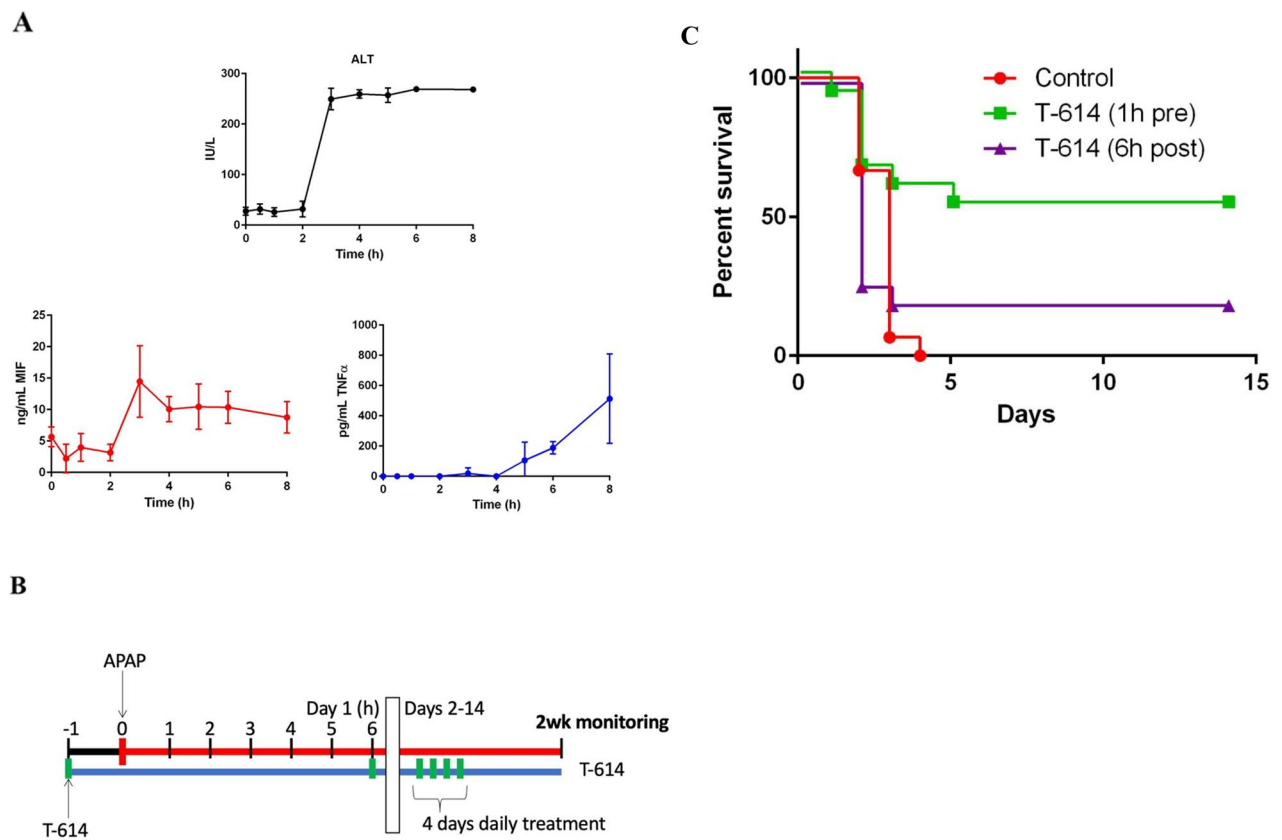 A
ALT
300
200
100
0
IU/L
0 2 4 6 8
Time (h)
25
20
15
10
5
0
ng/mL MIF
0 2 4 6 8
Time (h)
1000
800
600
400
200
0
pg/mL TNFα
0 2 4 6 8
Time (h)
B
APAP
Day 1 (h) Days 2-14
-1 0 1 2 3 4 5 6 2wk monitoring
T-614
T-614
4 days daily treatment
C
Control
T-614 (1h pre)
T-614 (6h post)
100
50
0
Percent survival
0 5 10 15
Days